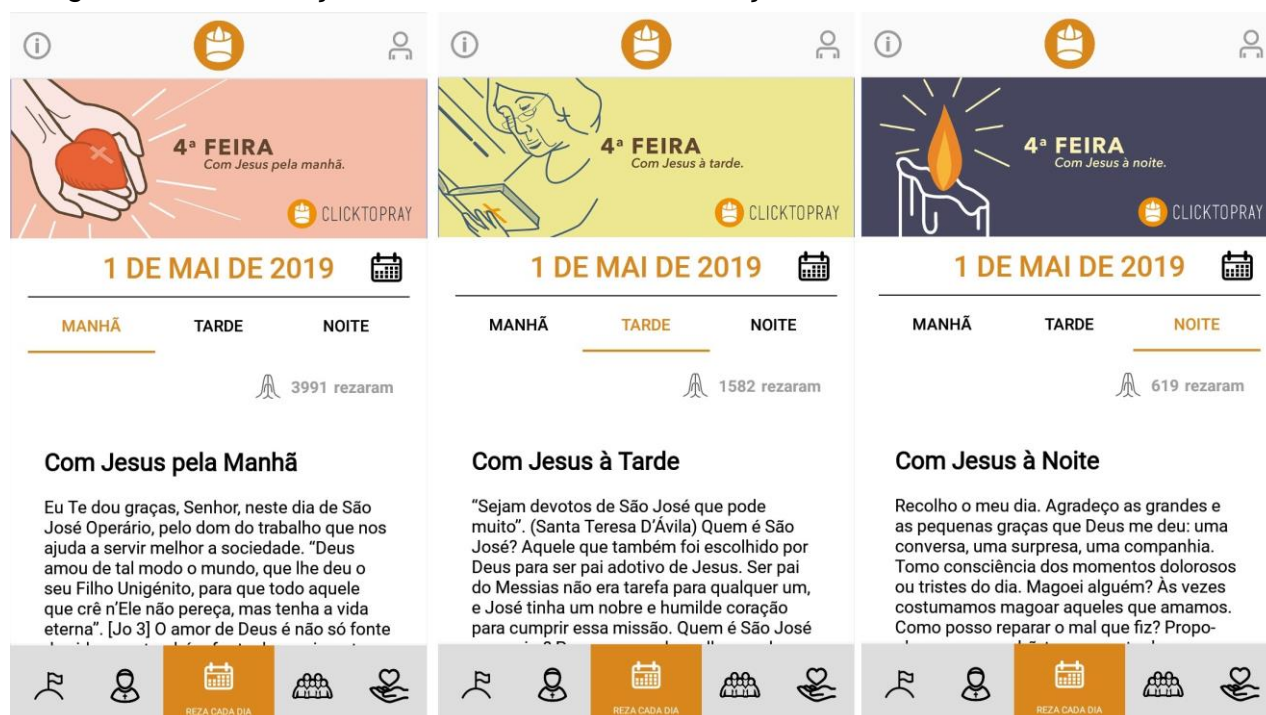 4ª FEIRA
Com Jesus pela manhã.
CLICKTOPRAY
1 DE MAI DE 2019
MANHÃ TARDE NOITE
3991 rezaram
Com Jesus pela Manhã
Eu Te dou graças, Senhor, neste dia de São
José Operário, pelo dom do trabalho que nos
ajuda a servir melhor a sociedade. “Deus
amou de tal modo o mundo, que lhe deu o
seu Filho Unigénito, para que todo aquele
que crê n’Ele não pereça, mas tenha a vida
eterna”. [Jo 3] O amor de Deus é não só fonte
REZA CADA DIA
4ª FEIRA
Com Jesus à tarde.
CLICKTOPRAY
1 DE MAI DE 2019
MANHÃ TARDE NOITE
1582 rezaram
Com Jesus à Tarde
“Sejam devotos de São José que pode
muito”. (Santa Teresa D’Ávila) Quem é São
José? Aquele que também foi escolhido por
Deus para ser pai adotivo de Jesus. Ser pai
do Messias não era tarefa para qualquer um,
e José tinha um nobre e humilde coração
para cumprir essa missão. Quem é São José
REZA CADA DIA
4ª FEIRA
Com Jesus à noite.
CLICKTOPRAY
1 DE MAI DE 2019
MANHÃ TARDE NOITE
619 rezaram
Com Jesus à Noite
Recolho o meu dia. Agradeço as grandes e
as pequenas graças que Deus me deu: uma
conversa, uma surpresa, uma companhia.
Tomo consciência dos momentos dolorosos
ou tristes do dia. Magoei alguém? Às vezes
costumamos magoar aqueles que amamos.
Como posso reparar o mal que fiz? Propo-
REZA CADA DIA